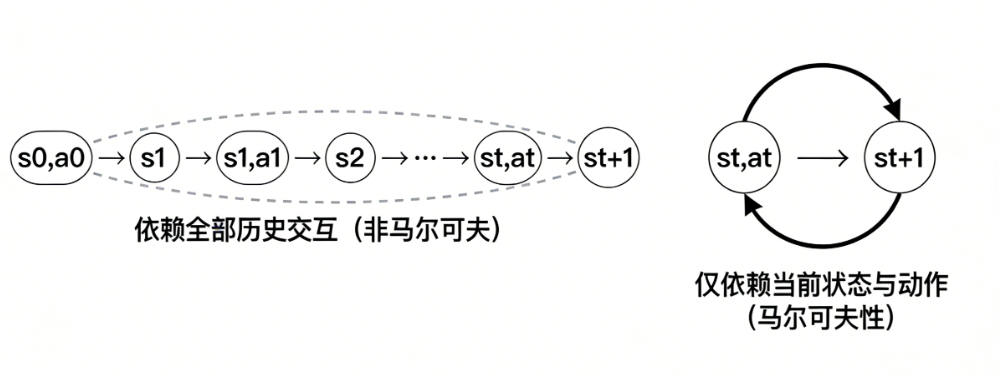 s0,a0 → s1 → s1,a1 → s2 → ··· → st,at → st+1
依赖全部历史交互（非马尔可夫）
st,at → st+1
仅依赖当前状态与动作
（马尔可夫性）